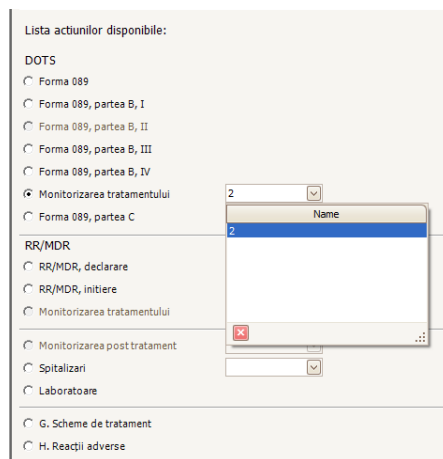 Lista actiunilor disponibile:
DOTS
Forma 089
Forma 089, partea B, I
Forma 089, partea B, II
Forma 089, partea B, III
Forma 089, partea B, IV
Monitorizarea tratamentului 2
Forma 089, partea C
Name
2
RR/MDR
RR/MDR, declarare
RR/MDR, initiere
Monitorizarea tratamentului
Monitorizarea post tratament
Spitalizari
Laboratoare
G. Scheme de tratament
H. Reacții adverse